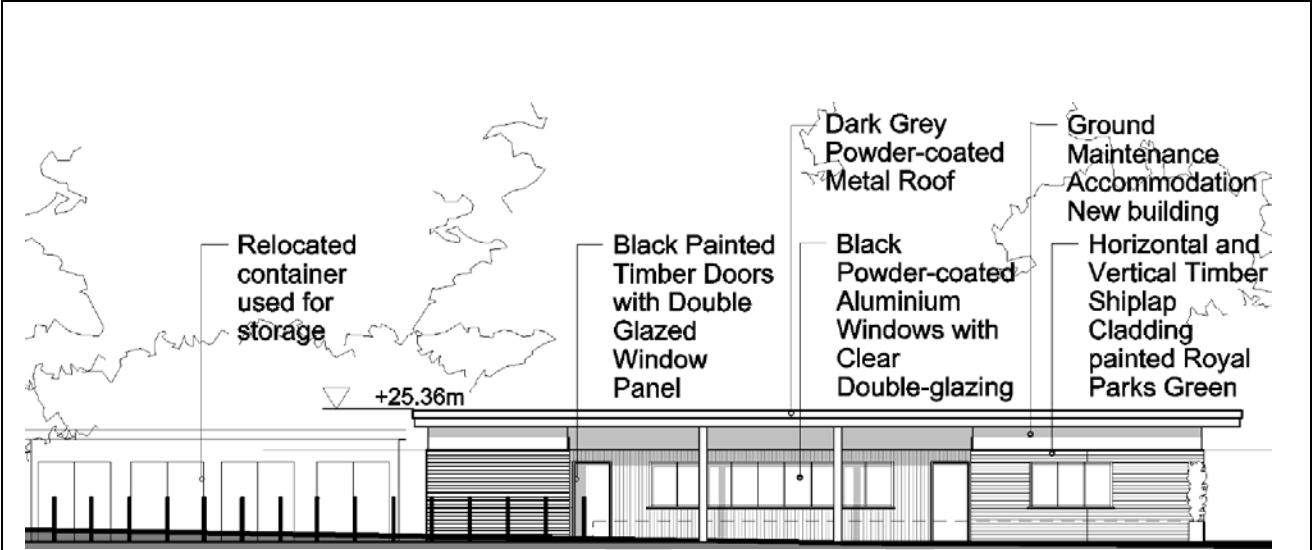 Dark Grey
Powder-coated
Metal Roof
Ground
Maintenance
Accommodation
New building
Relocated
container
used for
storage
Black Painted
Timber Doors
with Double
Glazed
Window
Panel
Black
Powder-coated
Aluminium
Windows with
Clear
Double-glazing
Horizontal and
Vertical Timber
Shiplap
Cladding
painted Royal
Parks Green
+25.36m